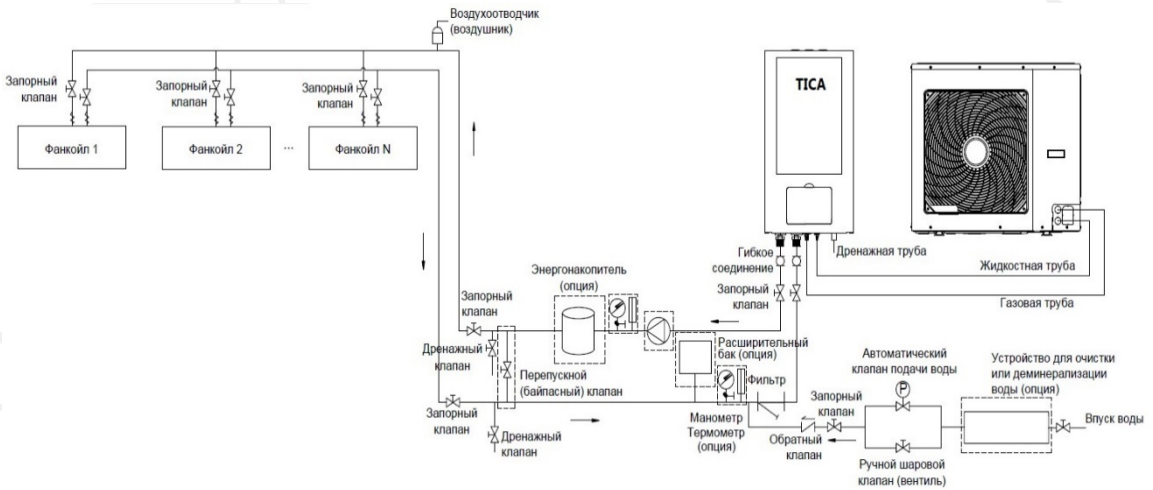 Воздухоотводчик
(воздушник)
Запорный
клапан
Запорный
клапан
Запорный
клапан
Фанкойл 1
Фанкойл 2
...
Фанкойл N
TICA
Дренажная труба
Гибкое
соединение
Жидкостная труба
Запорный
клапан
Газовая труба
Энергонакопитель
(опция)
Запорный
клапан
Дренажный
клапан
Перепускной
(байпасный) клапан
Расширительный
бак (опция)
Фильтр
Запорный
клапан
Дренажный
клапан
Манометр
Термометр
(опция)
Обратный
клапан
Запорный
клапан
Автоматический
клапан подачи воды
P
Ручной шаровой
клапан (вентиль)
Устройство для очистки
или деминерализации
воды (опция)
Впуск воды